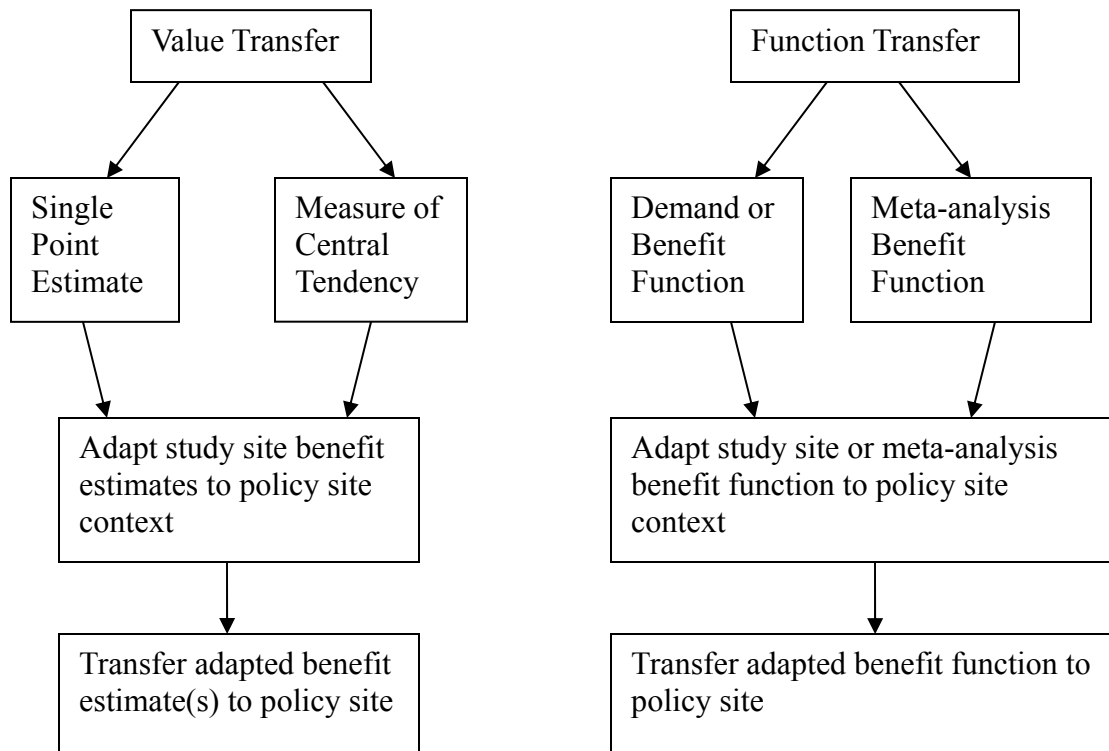 Value Transfer
Function Transfer
Single
Point
Estimate
Measure of
Central
Tendency
Demand or
Benefit
Function
Meta-analysis
Benefit
Function
Adapt study site benefit
estimates to policy site
context
Adapt study site or meta-analysis
benefit function to policy site
context
Transfer adapted benefit
estimate(s) to policy site
Transfer adapted benefit function to
policy site